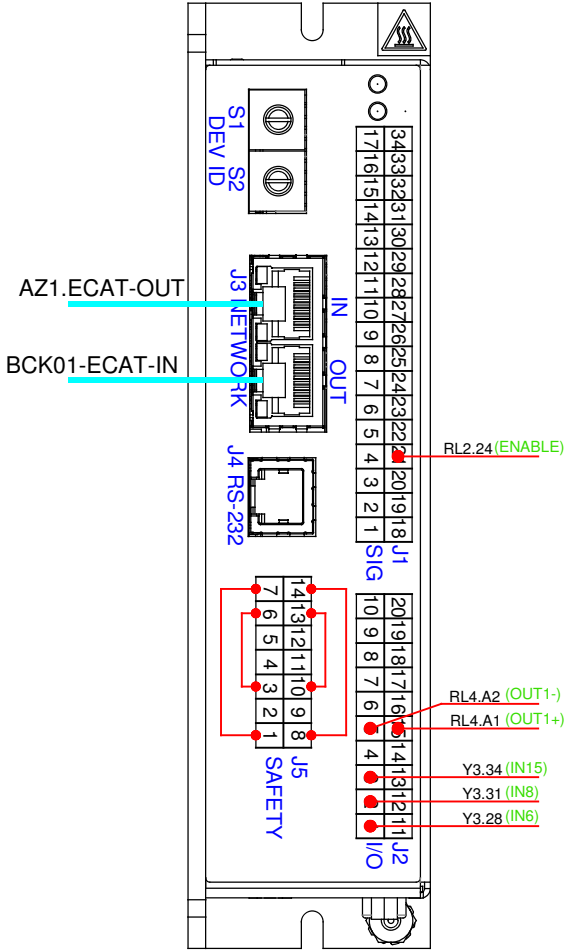 S1
S2
DEV ID
17 34
16 33
15 32
14 31
13 30
12 29
11 28
10 27
9 26
8 25
7 24
6 23
5 22
4
3 20
2 19
1 18
SIG J1
AZ1.ECAT-OUT
BCK01-ECAT-IN
J3 NETWORK
IN
OUT
RL2.24 (ENABLE)
J4 RS-232
7 14
6 13
5 12
4 11
3 10
2 9
1 8
SAFETY J5
10 20
9 19
8 18
7 17
6 16
4 14
13
12
11
I/O J2
RL4.A2 (OUT1-)
RL4.A1 (OUT1+)
Y3.34 (IN15)
Y3.31 (IN8)
Y3.28 (IN6)